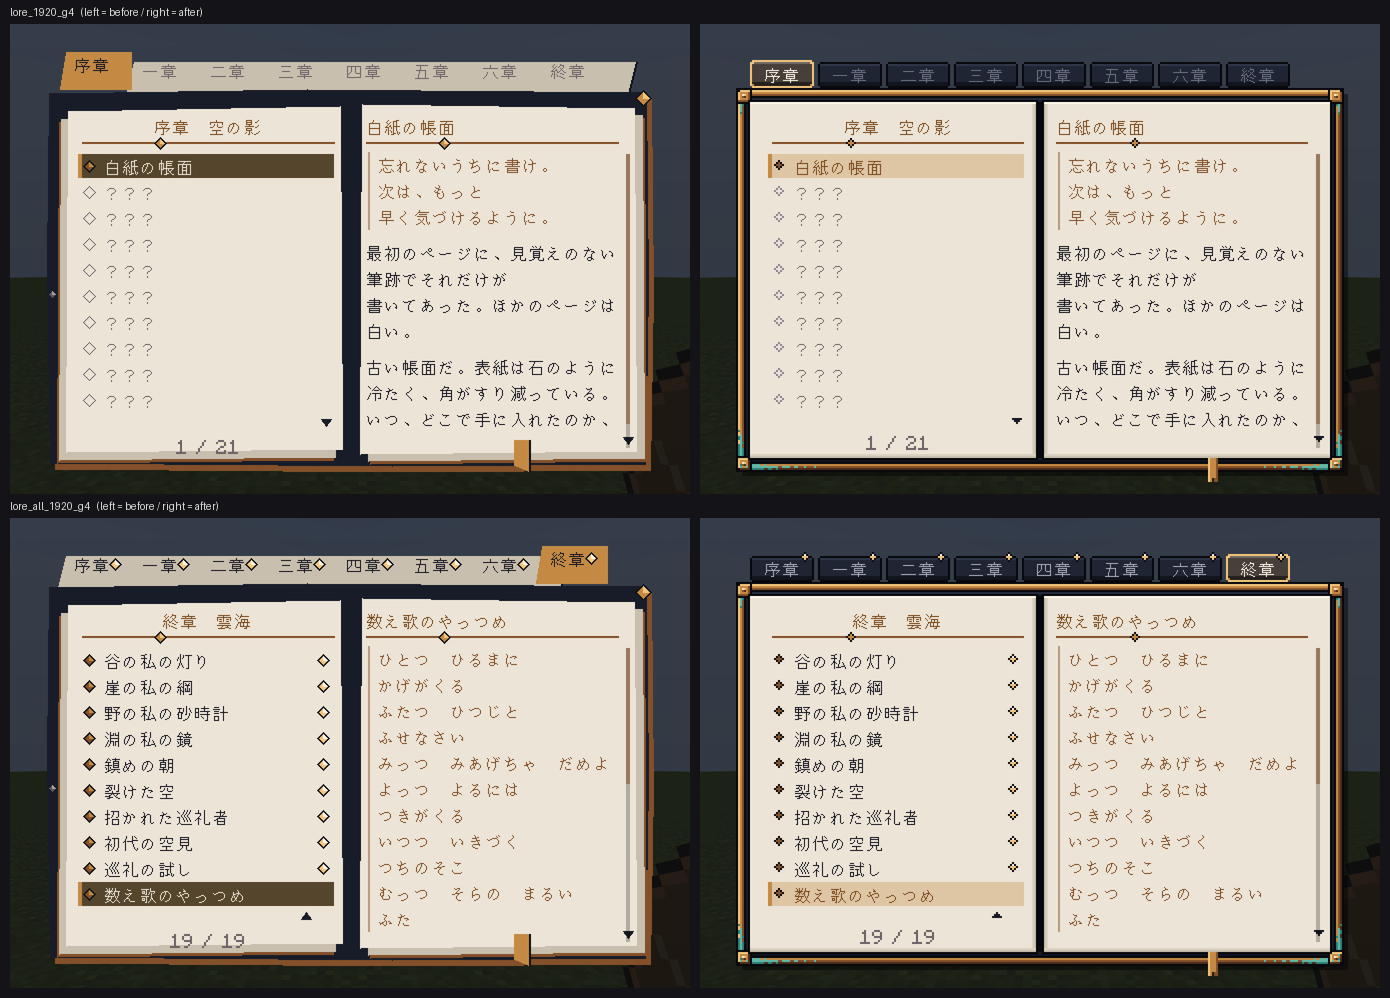 lore_1920_g4 (left = before / right = after)
序章 一章 二章 三章 四章 五章 六章 終章
序章　空の影
白紙の帳面
？？？
？？？
？？？
？？？
？？？
？？？
？？？
？？？
？？？
1 / 21
白紙の帳面
忘れないうちに書け。
次は、もっと
早く気づけるように。
最初のページに、見覚えのない
筆跡でそれだけが
書いてあった。ほかのページは
白い。
古い帳面だ。表紙は石のように
冷たく、角がすり減っている。
いつ、どこで手に入れたのか、
序章 一章 二章 三章 四章 五章 六章 終章
序章　空の影
白紙の帳面
？？？
？？？
？？？
？？？
？？？
？？？
？？？
？？？
？？？
1 / 21
白紙の帳面
忘れないうちに書け。
次は、もっと
早く気づけるように。
最初のページに、見覚えのない
筆跡でそれだけが
書いてあった。ほかのページは
白い。
古い帳面だ。表紙は石のように
冷たく、角がすり減っている。
いつ、どこで手に入れたのか、
lore_all_1920_g4 (left = before / right = after)
序章 一章 二章 三章 四章 五章 六章 終章
終章　雲海
谷の私の灯り
崖の私の綱
野の私の砂時計
淵の私の鏡
鎮めの朝
裂けた空
招かれた巡礼者
初代の空見
巡礼の試し
数え歌のやっつめ
19 / 19
数え歌のやっつめ
ひとつ　ひるまに
かげがくる
ふたつ　ひつじと
ふせなさい
みっつ　みあげちゃ　だめよ
よっつ　よるには
つきがくる
いつつ　いきづく
つちのそこ
むっつ　そらの　まるい
ふた
序章 一章 二章 三章 四章 五章 六章 終章
終章　雲海
谷の私の灯り
崖の私の綱
野の私の砂時計
淵の私の鏡
鎮めの朝
裂けた空
招かれた巡礼者
初代の空見
巡礼の試し
数え歌のやっつめ
19 / 19
数え歌のやっつめ
ひとつ　ひるまに
かげがくる
ふたつ　ひつじと
ふせなさい
みっつ　みあげちゃ　だめよ
よっつ　よるには
つきがくる
いつつ　いきづく
つちのそこ
むっつ　そらの　まるい
ふた